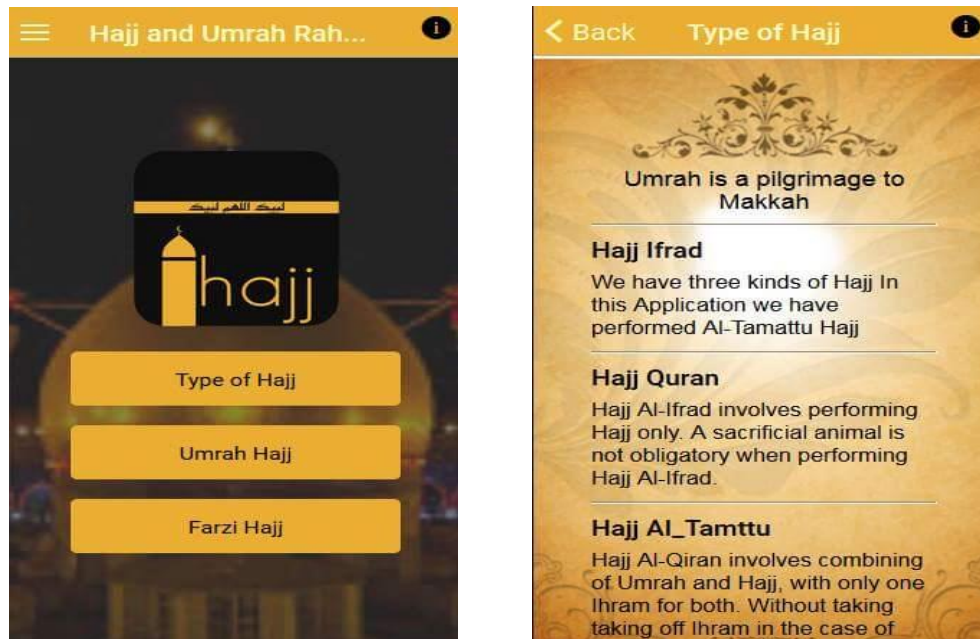 Hajj and Umrah Rah...
i
لبيك اللهم لبيك
hajj
Type of Hajj
Umrah Hajj
Farzi Hajj
Back
Type of Hajj
i
Umrah is a pilgrimage to
Makkah
Hajj Ifrad
We have three kinds of Hajj In
this Application we have
performed Al-Tamattu Hajj
Hajj Quran
Hajj Al-Ifrad involves performing
Hajj only. A sacrificial animal is
not obligatory when performing
Hajj Al-Ifrad.
Hajj Al_Tamttu
Hajj Al-Qiran involves combining
of Umrah and Hajj, with only one
Ihram for both. Without taking
taking off Ihram in the case of